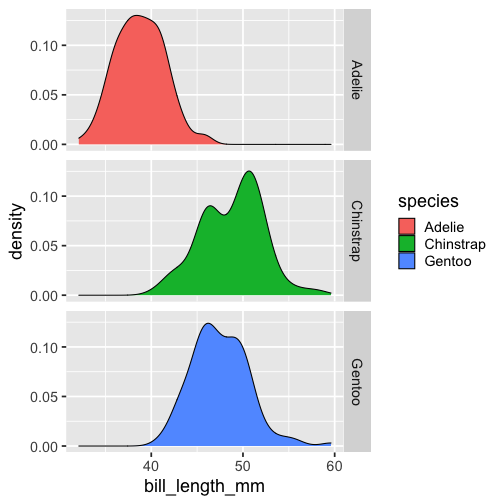 0.10
0.05
0.00
Adelie
0.10
0.05
0.00
Chinstrap
0.10
0.05
0.00
Gentoo
40 50 60
bill_length_mm
density
species
Adelie
Chinstrap
Gentoo